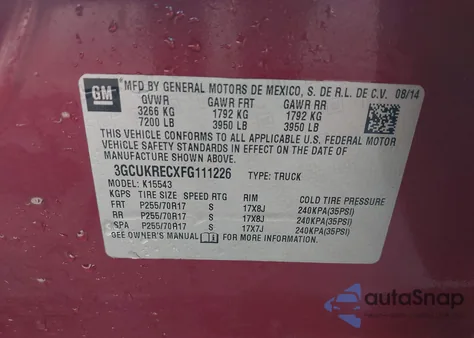 GM
MFD BY GENERAL MOTORS DE MEXICO, S. DE R.L. DE C.V. 08/14
GVWR GAWR FRT GAWR RR
3266 KG 1792 KG 1792 KG
7200 LB 3950 LB 3950 LB
THIS VEHICLE CONFORMS TO ALL APPLICABLE U.S. FEDERAL MOTOR
VEHICLE SAFETY STANDARDS IN EFFECT ON THE DATE OF
MANUFACTURE SHOWN ABOVE.
3GCUKRECXFG111226 TYPE: TRUCK
MODEL: K15543
KGPS TIRE SIZE SPEED RTG RIM COLD TIRE PRESSURE
FRT P255/70R17 S 17X8J 240KPA(35PSI)
RR P255/70R17 S 17X8J 240KPA(35PSI)
SPA P255/70R17 S 17X7J 240KPA(35PSI)
SEE OWNER'S MANUAL FOR MORE INFORMATION.
autoSnap